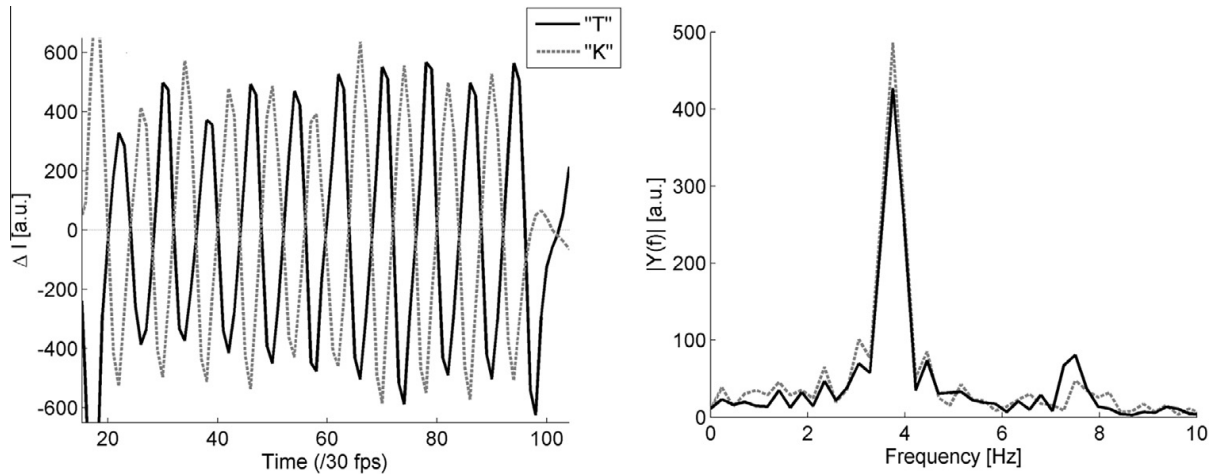 "T"
"K"
600
400
200
0
-200
-400
-600
Δ I [a.u.]
20 40 60 80 100
Time (/30 fps)
500
400
300
200
100
0
|Y(f)| [a.u.]
0 2 4 6 8 10
Frequency [Hz]